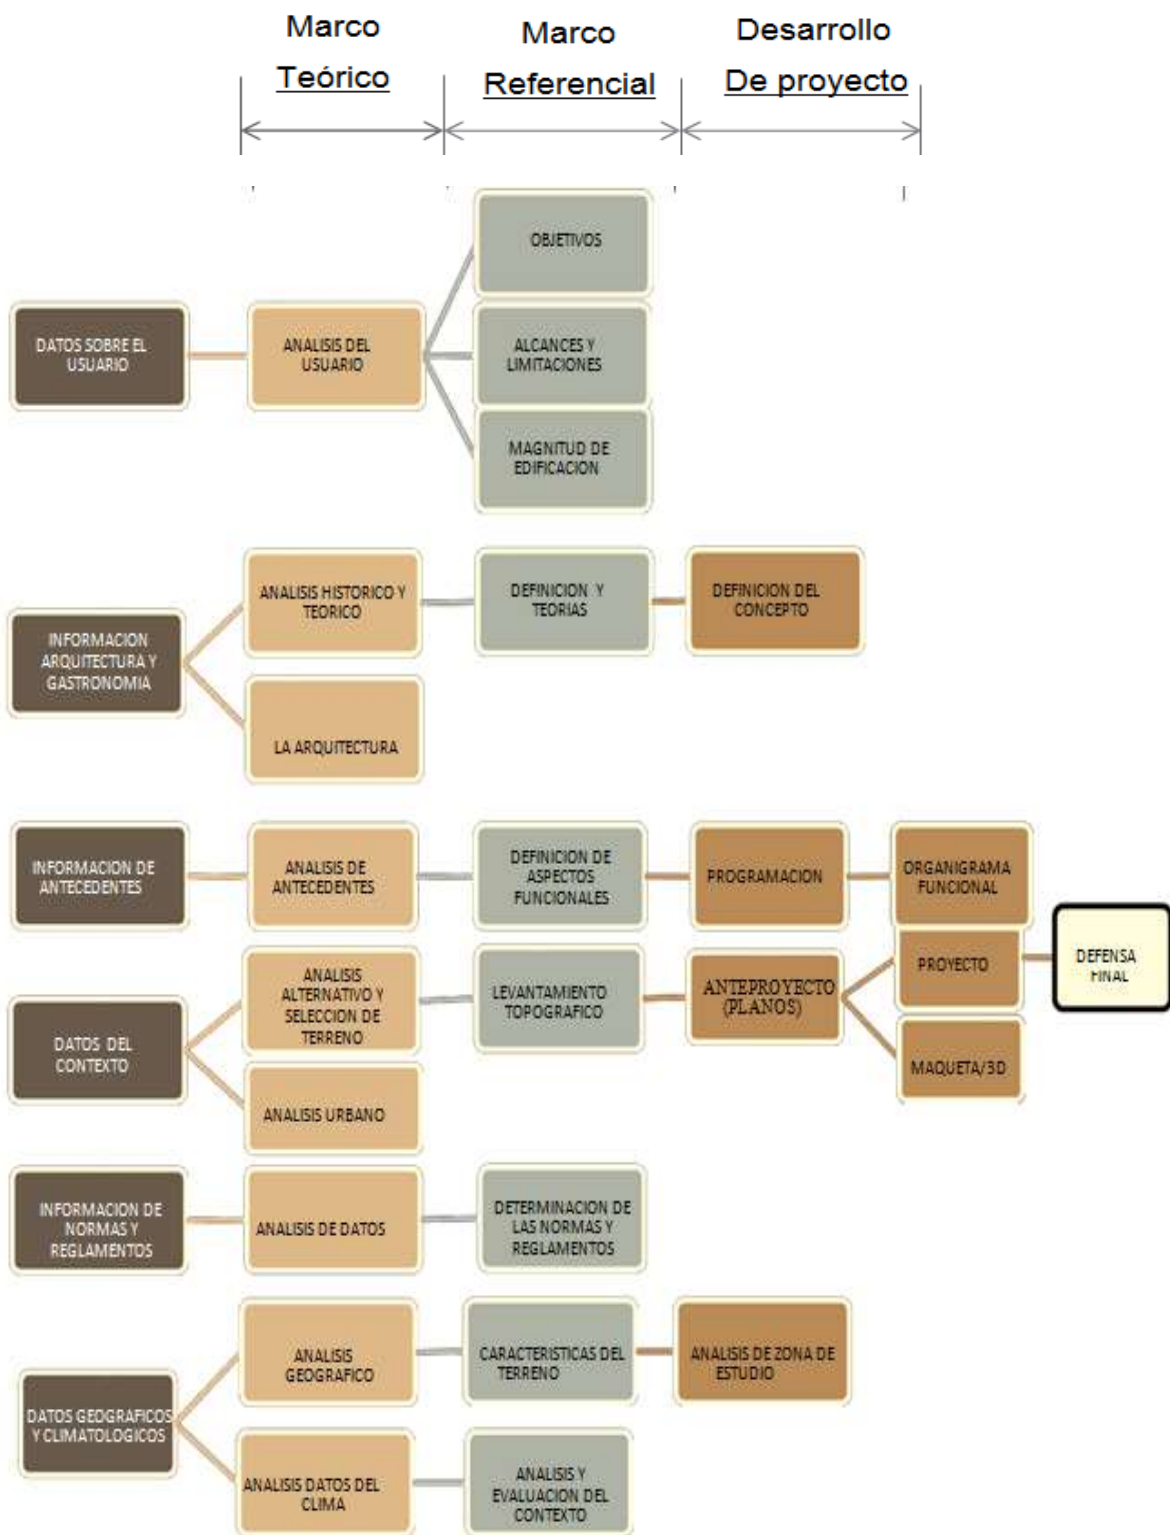 Marco
Teórico
Marco
Referencial
Desarrollo
De proyecto
DATOS SOBRE EL
USUARIO
ANALISIS DEL
USUARIO
OBJETIVOS
ALCANCES Y
LIMITACIONES
MAGNITUD DE
EDIFICACION
INFORMACION
ARQUITECTURA Y
GASTRONOMIA
ANALISIS HISTORICO Y
TEORICO
DEFINICION Y
TEORIAS
DEFINICION DEL
CONCEPTO
LA ARQUITECTURA
INFORMACION DE
ANTECEDENTES
ANALISIS DE
ANTECEDENTES
DEFINICION DE
ASPECTOS
FUNCIONALES
PROGRAMACION
ORGANIGRAMA
FUNCIONAL
DATOS DEL
CONTEXTO
ANALISIS
ALTERNATIVO Y
SELECCION DE
TERRENO
LEVANTAMIENTO
TOPOGRAFICO
ANTEPROYECTO
(PLANOS)
PROYECTO
DEFENSA
FINAL
MAQUETA/3D
ANALISIS URBANO
INFORMACION DE
NORMAS Y
REGLAMENTOS
ANALISIS DE DATOS
DETERMINACION DE
LAS NORMAS Y
REGLAMENTOS
DATOS GEOGRAFICOS
Y CLIMATOLOGICOS
ANALISIS
GEOGRAFICO
CARACTERISTICAS DEL
TERRENO
ANALISIS DE ZONA DE
ESTUDIO
ANALISIS DATOS DEL
CLIMA
ANALISIS Y
EVALUACION DEL
CONTEXTO